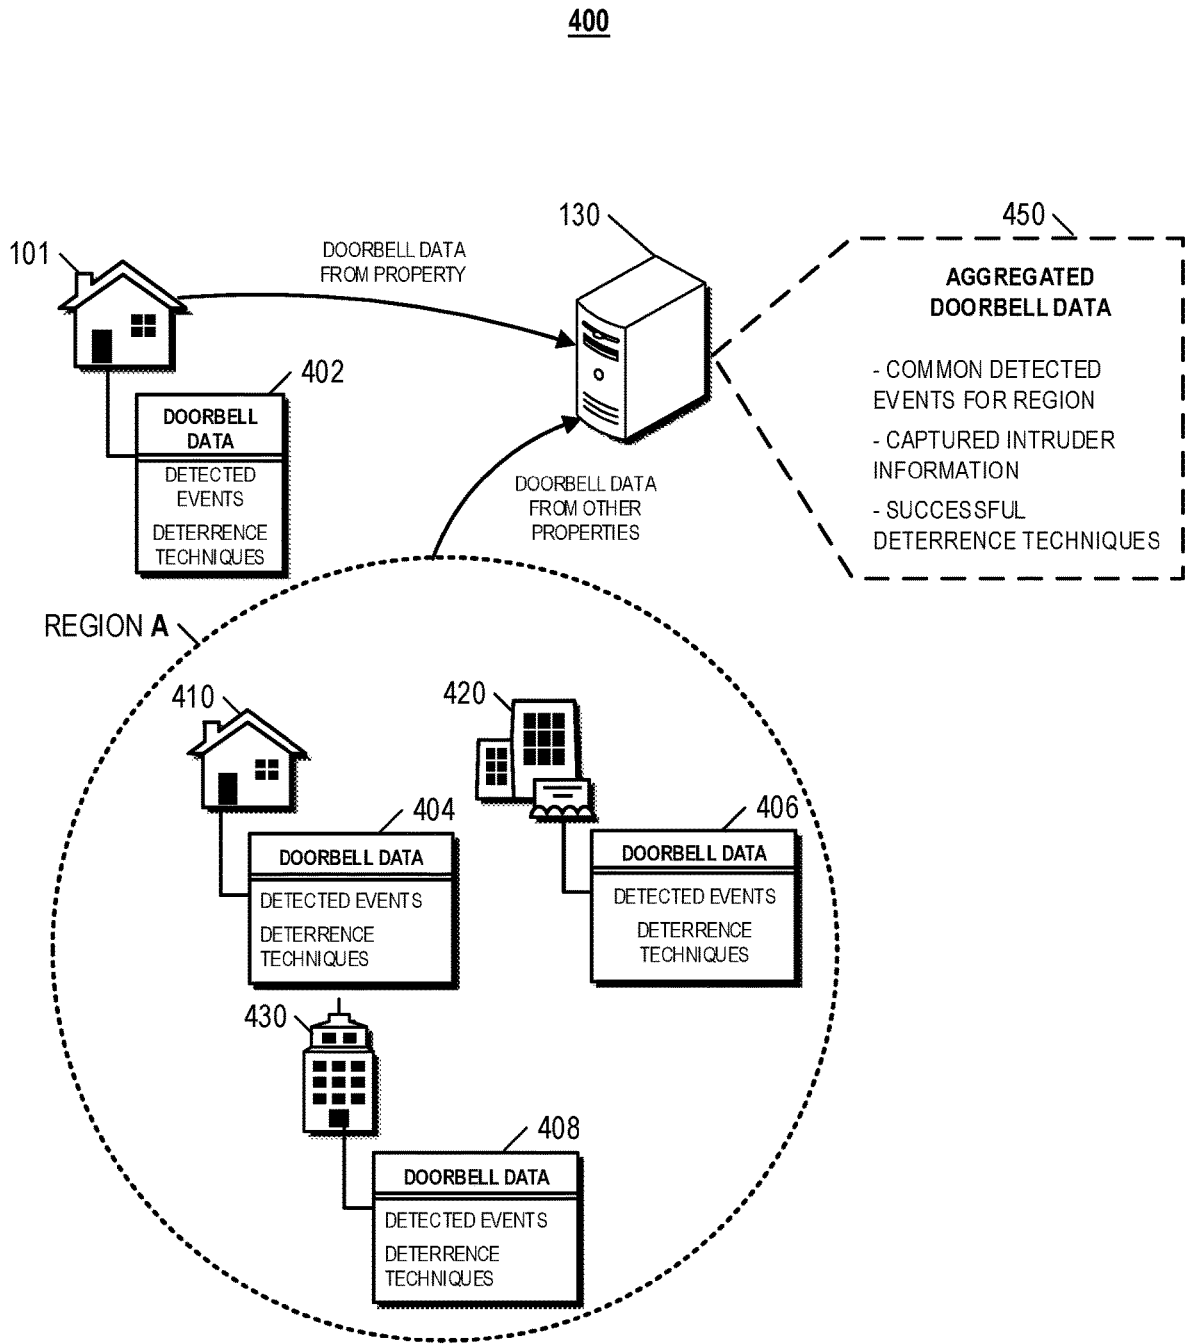 400
101
DOORBELL DATA
FROM PROPERTY
130
450
AGGREGATED
DOORBELL DATA
- COMMON DETECTED
EVENTS FOR REGION
- CAPTURED INTRUDER
INFORMATION
- SUCCESSFUL
DETERRENCE TECHNIQUES
402
DOORBELL
DATA
DETECTED
EVENTS
DETERRENCE
TECHNIQUES
DOORBELL DATA
FROM OTHER
PROPERTIES
REGION A
410
404
DOORBELL DATA
DETECTED EVENTS
DETERRENCE
TECHNIQUES
420
406
DOORBELL DATA
DETECTED EVENTS
DETERRENCE
TECHNIQUES
430
408
DOORBELL DATA
DETECTED EVENTS
DETERRENCE
TECHNIQUES